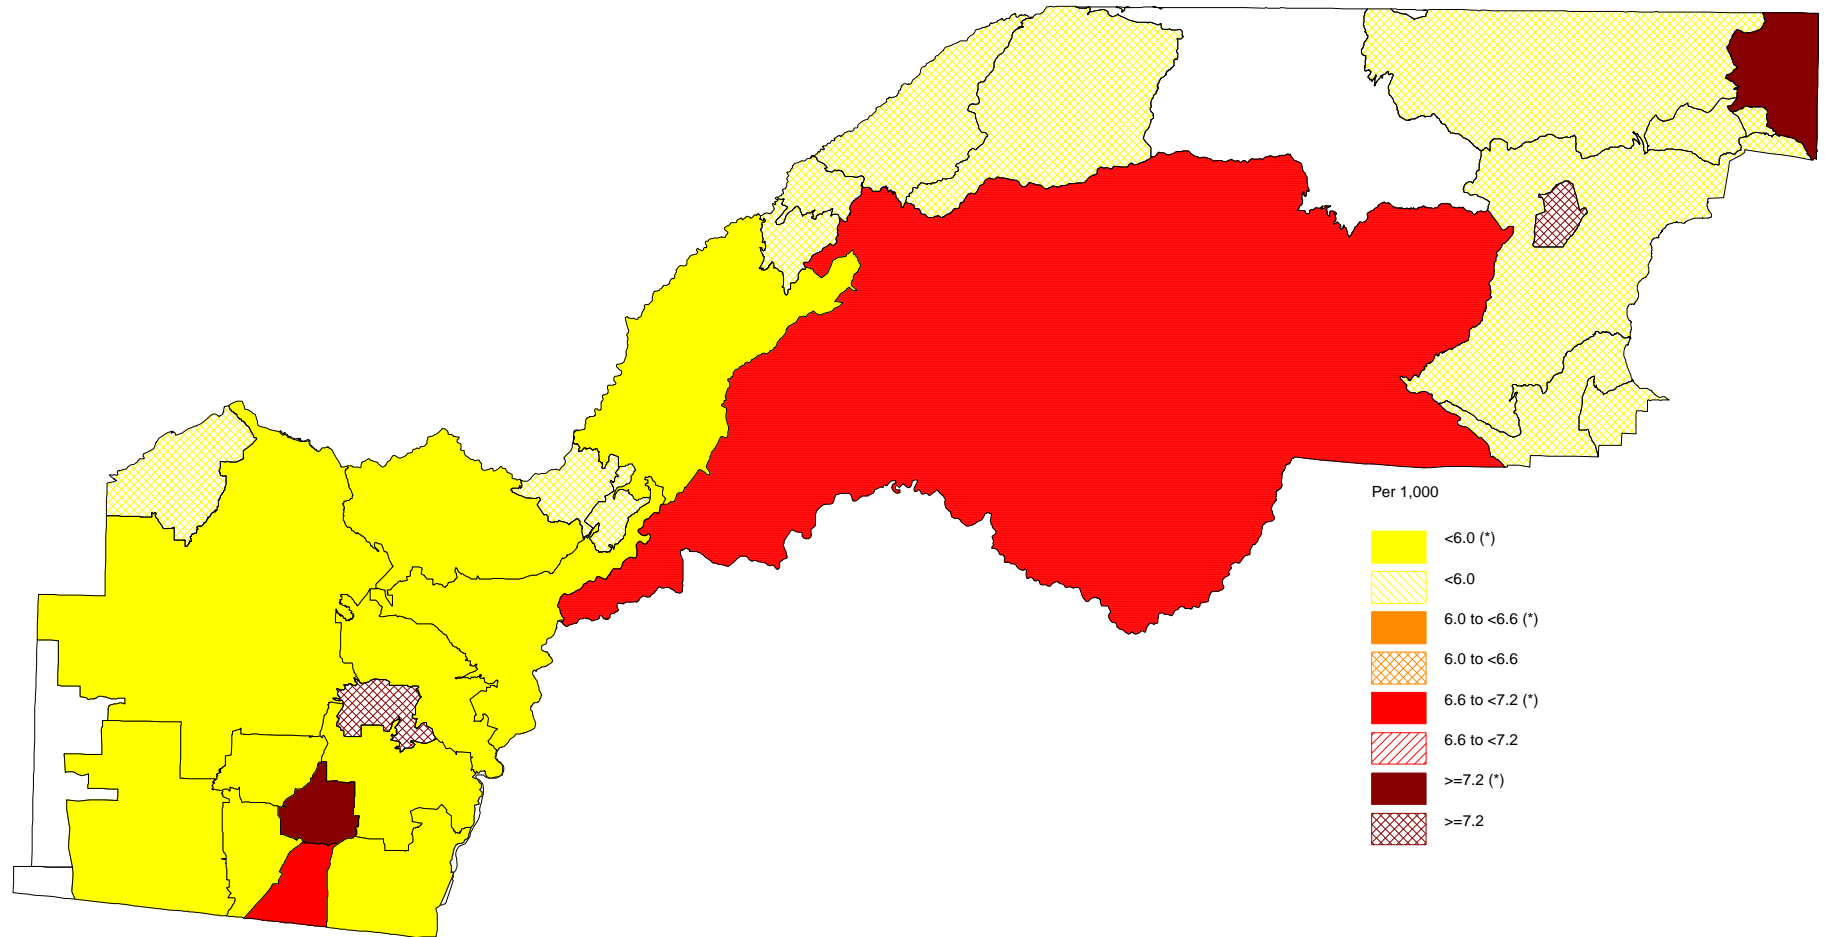 Per 1,000
<6.0 (*)
<6.0
6.0 to <6.6 (*)
6.0 to <6.6
6.6 to <7.2 (*)
6.6 to <7.2
>=7.2 (*)
>=7.2